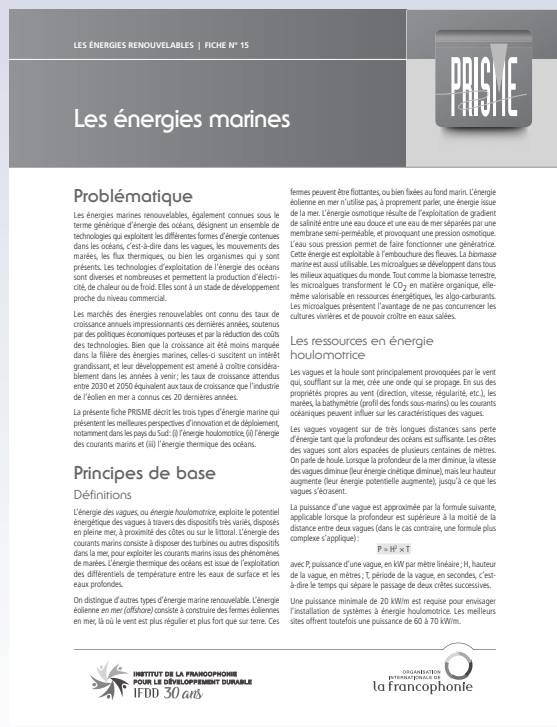 LES ÉNERGIES RENOUVELABLES | FICHE N° 15
PRISME
Les énergies marines
Problématique
Les énergies marines renouvelables, également connues sous le
terme générique d'énergie des océans, désignent un ensemble de
technologies qui exploitent les différentes formes d'énergie contenues
dans les océans, c'est-à-dire dans les vagues, les mouvements des
marées, les flux thermiques, ou bien les organismes qui y sont
présents. Les technologies d'exploitation de l'énergie des océans
sont diverses et nombreuses et permettent la production d'électri-
cité, de chaleur ou de froid. Elles sont à un stade de développement
proche du niveau commercial.
Les marchés des énergies renouvelables ont connu des taux de
croissance annuels impressionnants ces dernières années, soutenus
par des politiques économiques porteuses et par la réduction des coûts
des technologies. Bien que la croissance ait été moins marquée
dans la filière des énergies marines, celles-ci suscitent un intérêt
grandissant, et leur développement est amené à croître considéra-
blement dans les années à venir ; les taux de croissance attendus
entre 2030 et 2050 équivalent aux taux de croissance que l'industrie
de l'éolien en mer a connus ces 20 dernières années.
La présente fiche PRISME décrit les trois types d'énergie marine qui
présentent les meilleures perspectives d'innovation et de déploiement,
notamment dans les pays du Sud : (i) l'énergie houlomotrice, (ii) l'énergie
des courants marins et (iii) l'énergie thermique des océans.
Principes de base
Définitions
L'énergie des vagues, ou énergie houlomotrice, exploite le potentiel
énergétique des vagues à travers des dispositifs très variés, disposés
en pleine mer, à proximité des côtes ou sur le littoral. L'énergie des
courants marins consiste à disposer des turbines ou autres dispositifs
dans la mer, pour exploiter les courants marins issus des phénomènes
de marées. L'énergie thermique des océans est issue de l'exploitation
des différentiels de température entre les eaux de surface et les
eaux profondes.
On distingue d'autres types d'énergie marine renouvelable. L'énergie
éolienne en mer (offshore) consiste à construire des fermes éoliennes
en mer, là où le vent est plus régulier et plus fort que sur terre. Ces
fermes peuvent être flottantes, ou bien fixées au fond marin. L'énergie
éolienne en mer n'utilise pas, à proprement parler, une énergie issue
de la mer. L'énergie osmotique résulte de l'exploitation de gradient
de salinité entre une eau douce et une eau de mer séparées par une
membrane semi-perméable, et provoquant une pression osmotique.
L'eau sous pression permet de faire fonctionner une génératrice.
Cette énergie est exploitable à l'embouchure des fleuves. La biomasse
marine est aussi utilisable. Les microalgues se développent dans tous
les milieux aquatiques du monde. Tout comme la biomasse terrestre,
les microalgues transforment le CO2 en matière organique, elle-
même valorisable en ressources énergétiques, les algo-carburants.
Les microalgues présentent l'avantage de ne pas concurrencer les
cultures vivrières et de pouvoir croître en eaux salées.
Les ressources en énergie
houlomotrice
Les vagues et la houle sont principalement provoquées par le vent
qui, soufflant sur la mer, crée une onde qui se propage. En sus des
propriétés propres au vent (direction, vitesse, régularité, etc.), les
marées, la bathymétrie (profil des fonds sous-marins) ou les courants
océaniques peuvent influer sur les caractéristiques des vagues.
Les vagues voyagent sur de très longues distances sans perte
d'énergie tant que la profondeur des océans est suffisante. Les crêtes
des vagues sont alors espacées de plusieurs centaines de mètres.
On parle de houle. Lorsque la profondeur de la mer diminue, la vitesse
des vagues diminue (leur énergie cinétique diminue), mais leur hauteur
augmente (leur énergie potentielle augmente), jusqu'à ce que les
vagues s'écrasent.
La puissance d'une vague est approximée par la formule suivante,
applicable lorsque la profondeur est supérieure à la moitié de la
distance entre deux vagues (dans le cas contraire, une formule plus
complexe s'applique) :
P ≈ H² × T
avec P, puissance d'une vague, en kW par mètre linéaire ; H, hauteur
de la vague, en mètres ; T, période de la vague, en secondes, c'est-
à-dire le temps qui sépare le passage de deux crêtes successives.
Une puissance minimale de 20 kW/m est requise pour envisager
l'installation de systèmes à énergie houlomotrice. Les meilleurs
sites offrent toutefois une puissance de 60 à 70 kW/m.
INSTITUT DE LA FRANCOPHONIE
POUR LE DÉVELOPPEMENT DURABLE
IFDD 30 ans
ORGANISATION
INTERNATIONALE DE
la francophonie